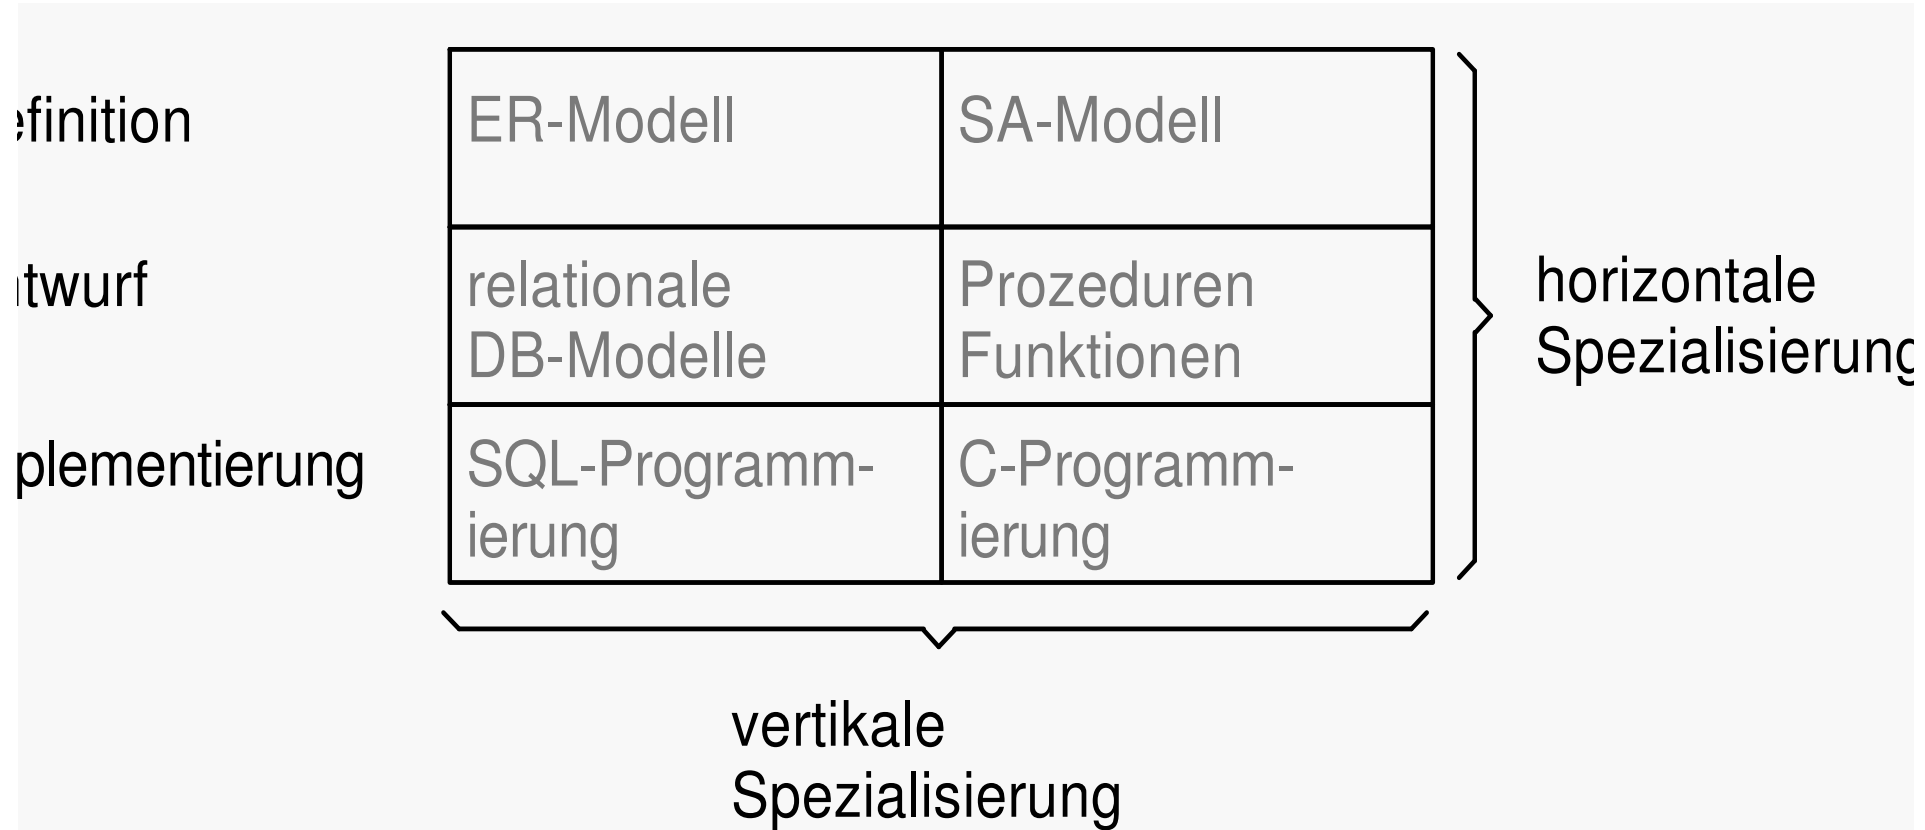 efinition
ER-Modell
SA-Modell
twurf
relationale
DB-Modelle
Prozeduren
Funktionen
horizontale
Spezialisierung
plementierung
SQL-Programm-
ierung
C-Programm-
ierung
vertikale
Spezialisierung